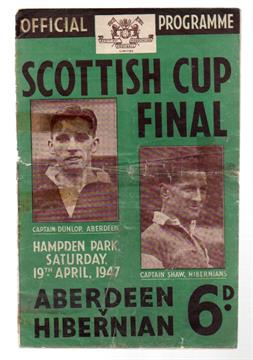 OFFICIAL PROGRAMME
SCOTTISH CUP
FINAL
CAPTAIN DUNLOP, ABERDEEN
HAMPDEN PARK,
SATURDAY,
19TH APRIL, 1947
CAPTAIN SHAW, HIBERNIANS
ABERDEEN
V
HIBERNIAN
6D.